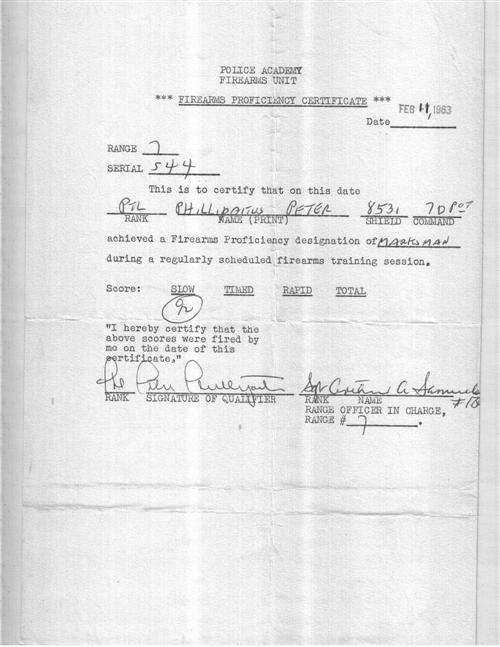 POLICE ACADEMY
FIREARMS UNIT
*** FIREARMS PROFICIENCY CERTIFICATE ***
FEB 11, 1963
Date
RANGE 7
SERIAL 544
This is to certify that on this date
PTL PETER 8531 7D
RANK NAME (PRINT) SHIELD COMMAND
achieved a Firearms Proficiency designation of MARKSMAN
during a regularly scheduled firearms training session.
Score: SLOW TIMED RAPID TOTAL
92
"I hereby certify that the
above scores were fired by
me on the date of this
certificate."
Peter Sgt A Samuels
RANK SIGNATURE OF QUALIFIER RANK NAME
RANGE OFFICER IN CHARGE,
RANGE # 7.